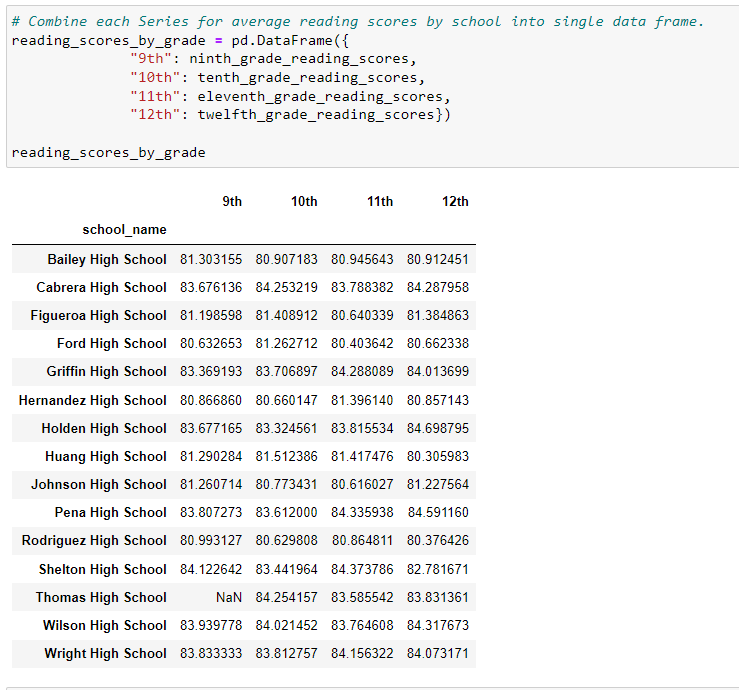 # Combine each Series for average reading scores by school into single data frame.
reading_scores_by_grade = pd.DataFrame({
"9th": ninth_grade_reading_scores,
"10th": tenth_grade_reading_scores,
"11th": eleventh_grade_reading_scores,
"12th": twelfth_grade_reading_scores})
reading_scores_by_grade
9th 10th 11th 12th
school_name
Bailey High School 81.303155 80.907183 80.945643 80.912451
Cabrera High School 83.676136 84.253219 83.788382 84.287958
Figueroa High School 81.198598 81.408912 80.640339 81.384863
Ford High School 80.632653 81.262712 80.403642 80.662338
Griffin High School 83.369193 83.706897 84.288089 84.013699
Hernandez High School 80.866860 80.660147 81.396140 80.857143
Holden High School 83.677165 83.324561 83.815534 84.698795
Huang High School 81.290284 81.512386 81.417476 80.305983
Johnson High School 81.260714 80.773431 80.616027 81.227564
Pena High School 83.807273 83.612000 84.335938 84.591160
Rodriguez High School 80.993127 80.629808 80.864811 80.376426
Shelton High School 84.122642 83.441964 84.373786 82.781671
Thomas High School NaN 84.254157 83.585542 83.831361
Wilson High School 83.939778 84.021452 83.764608 84.317673
Wright High School 83.833333 83.812757 84.156322 84.073171